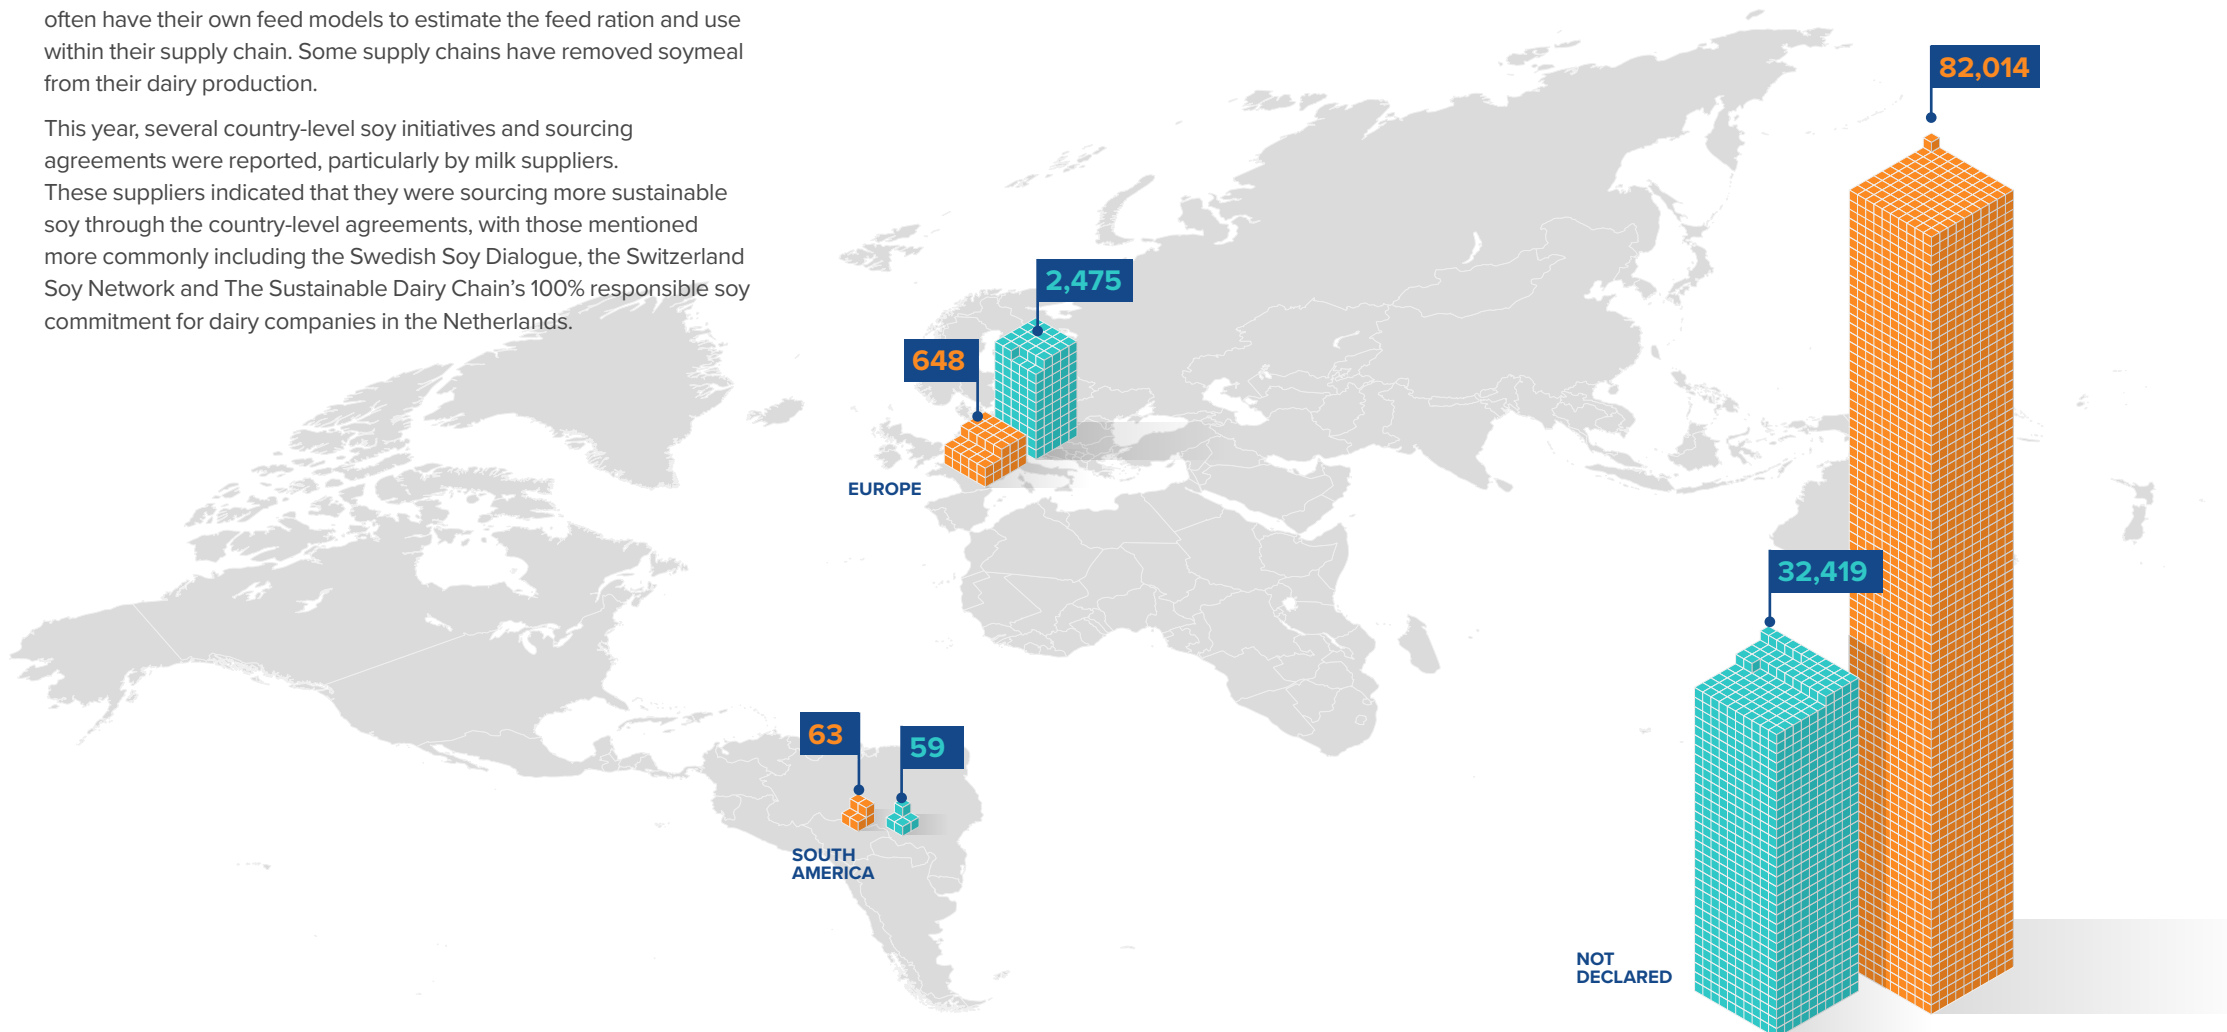 often have their own feed models to estimate the feed ration and use
within their supply chain. Some supply chains have removed soymeal
from their dairy production.
This year, several country-level soy initiatives and sourcing
agreements were reported, particularly by milk suppliers.
These suppliers indicated that they were sourcing more sustainable
soy through the country-level agreements, with those mentioned
more commonly including the Swedish Soy Dialogue, the Switzerland
Soy Network and The Sustainable Dairy Chain’s 100% responsible soy
commitment for dairy companies in the Netherlands.
82,014
2,475
648
EUROPE
32,419
63
59
SOUTH
AMERICA
NOT
DECLARED